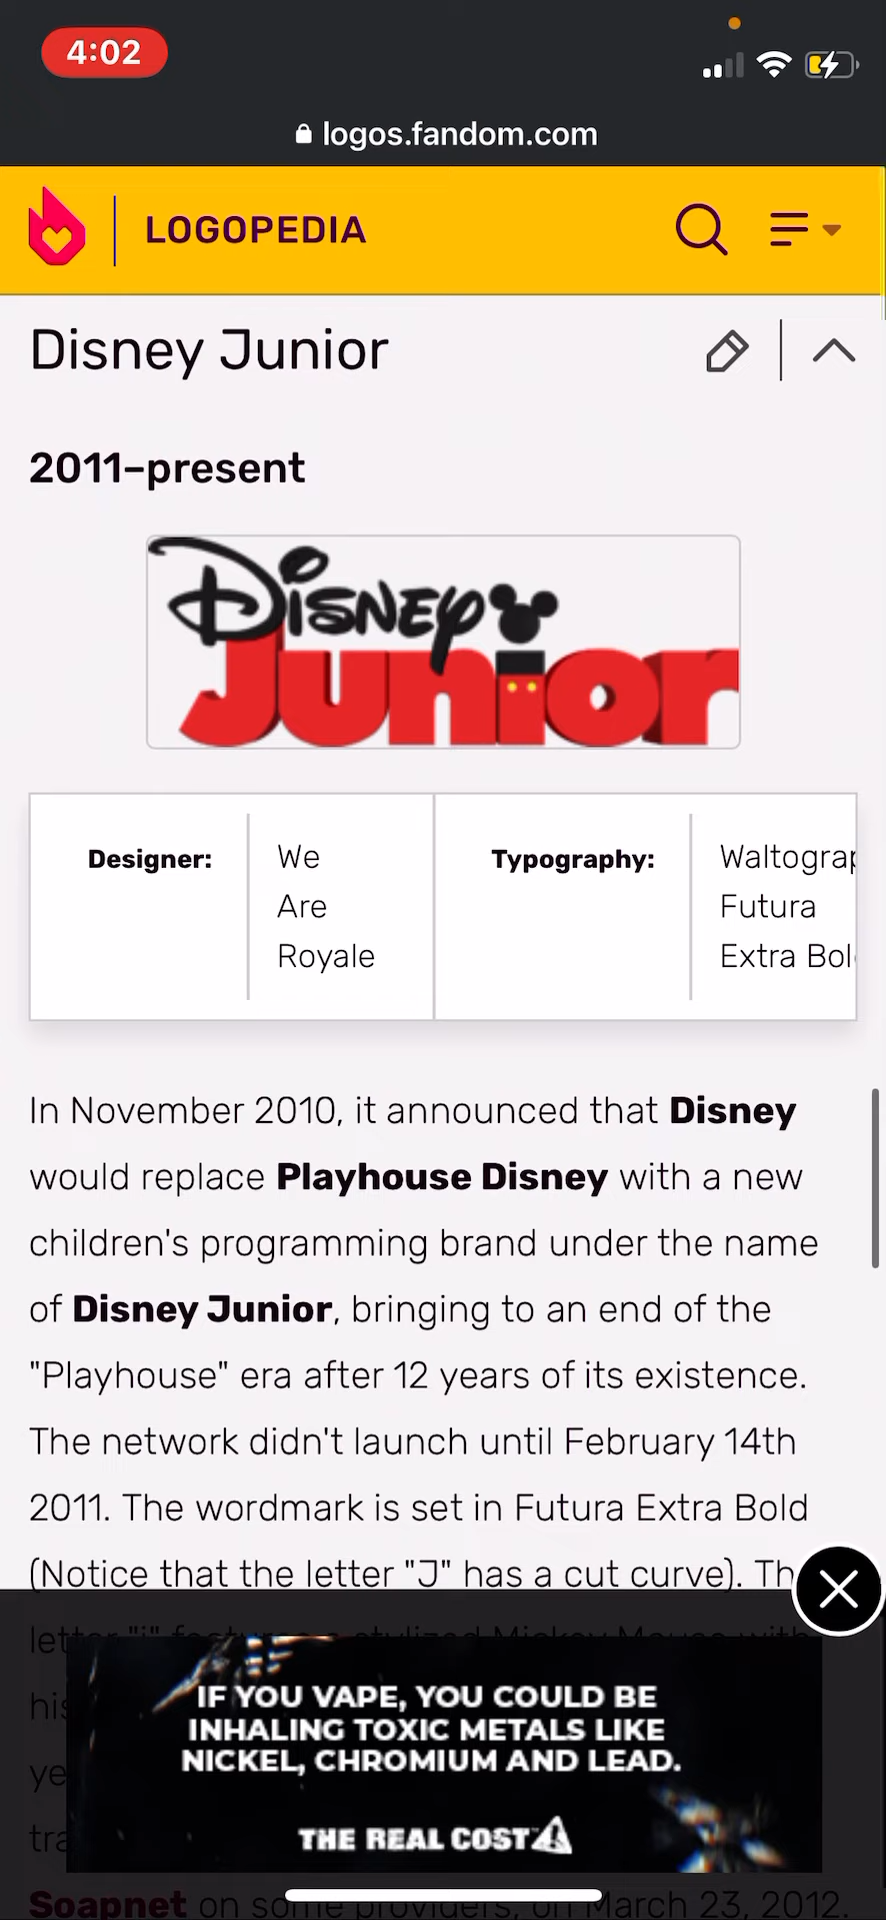 4:02
logos.fandom.com
LOGOPEDIA
Disney Junior
2011–present
Disney
Junior
Designer:
We
Are
Royale
Typography:
Futura
In November 2010, it announced that Disney
would replace Playhouse Disney with a new
children's programming brand under the name
of Disney Junior, bringing to an end of the
"Playhouse" era after 12 years of its existence.
The network didn't launch until February 14th
2011. The wordmark is set in Futura Extra Bold
(Notice that the letter "J" has a cut curve). Th
IF YOU VAPE, YOU COULD BE
INHALING TOXIC METALS LIKE
NICKEL, CHROMIUM AND LEAD.
THE REAL COST
Soapnet on some providers, on March 23, 2012.